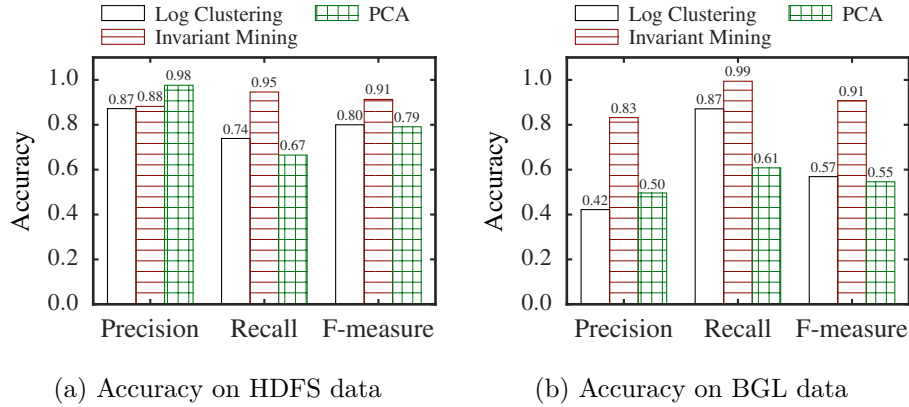 Log Clustering
PCA
Invariant Mining
Accuracy
1.0
0.8
0.6
0.4
0.2
0.0
0.87
0.88
0.98
0.74
0.95
0.67
0.80
0.91
0.79
Precision
Recall
F-measure
(a) Accuracy on HDFS data
Log Clustering
PCA
Invariant Mining
Accuracy
1.0
0.8
0.6
0.4
0.2
0.0
0.42
0.83
0.50
0.87
0.99
0.61
0.57
0.91
0.55
Precision
Recall
F-measure
(b) Accuracy on BGL data